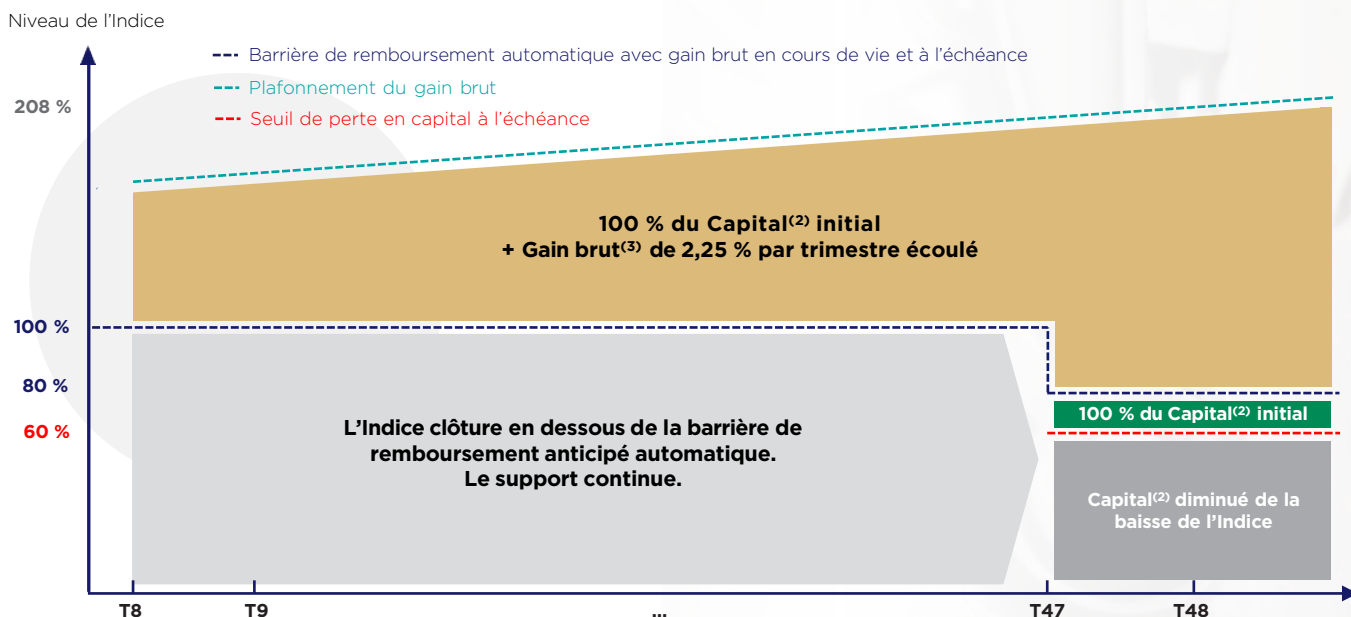 Niveau de l’Indice
Barrière de remboursement automatique avec gain brut en cours de vie et à l’échéance
Plafonnement du gain brut
Seuil de perte en capital à l’échéance
208 %
100 % du Capital(2) initial
+ Gain brut(3) de 2,25 % par trimestre écoulé
100 %
80 %
60 %
L’Indice clôture en dessous de la barrière de
remboursement anticipé automatique.
Le support continue.
100 % du Capital(2) initial
Capital(2) diminué de la
baisse de l’Indice
T8 T9 ... T47 T48